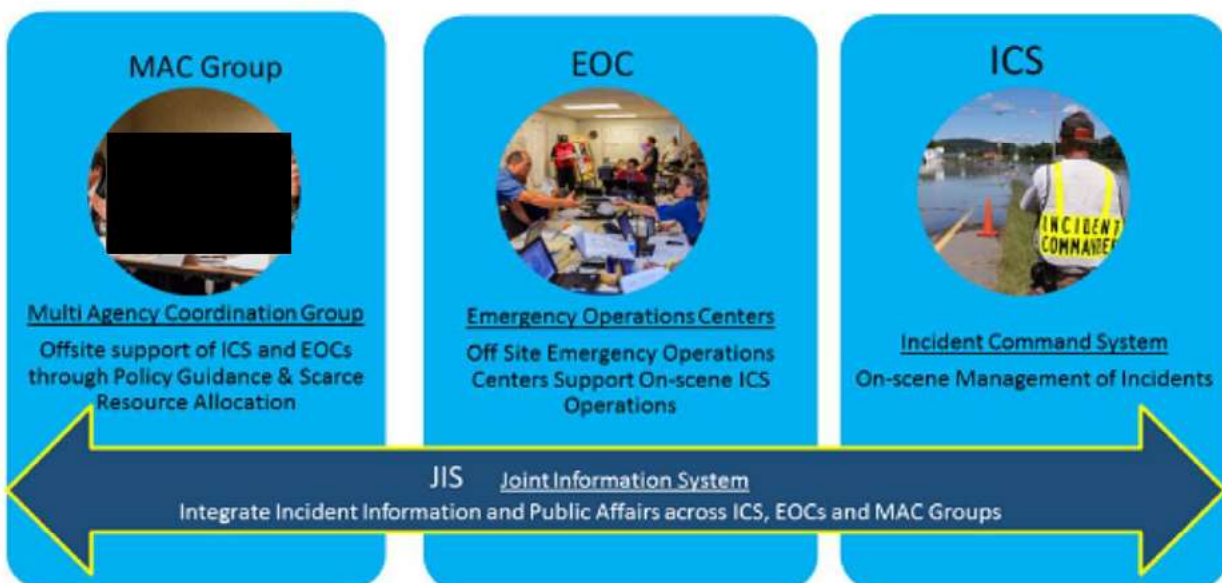 MAC Group
Multi Agency Coordination Group
Offsite support of ICS and EOCs
through Policy Guidance & Scarce
Resource Allocation
EOC
Emergency Operations Centers
Off Site Emergency Operations
Centers Support On-scene ICS
Operations
ICS
INCIDENT
COMMANDER
Incident Command System
On-scene Management of Incidents
JIS Joint Information System
Integrate Incident Information and Public Affairs across ICS, EOCs and MAC Groups